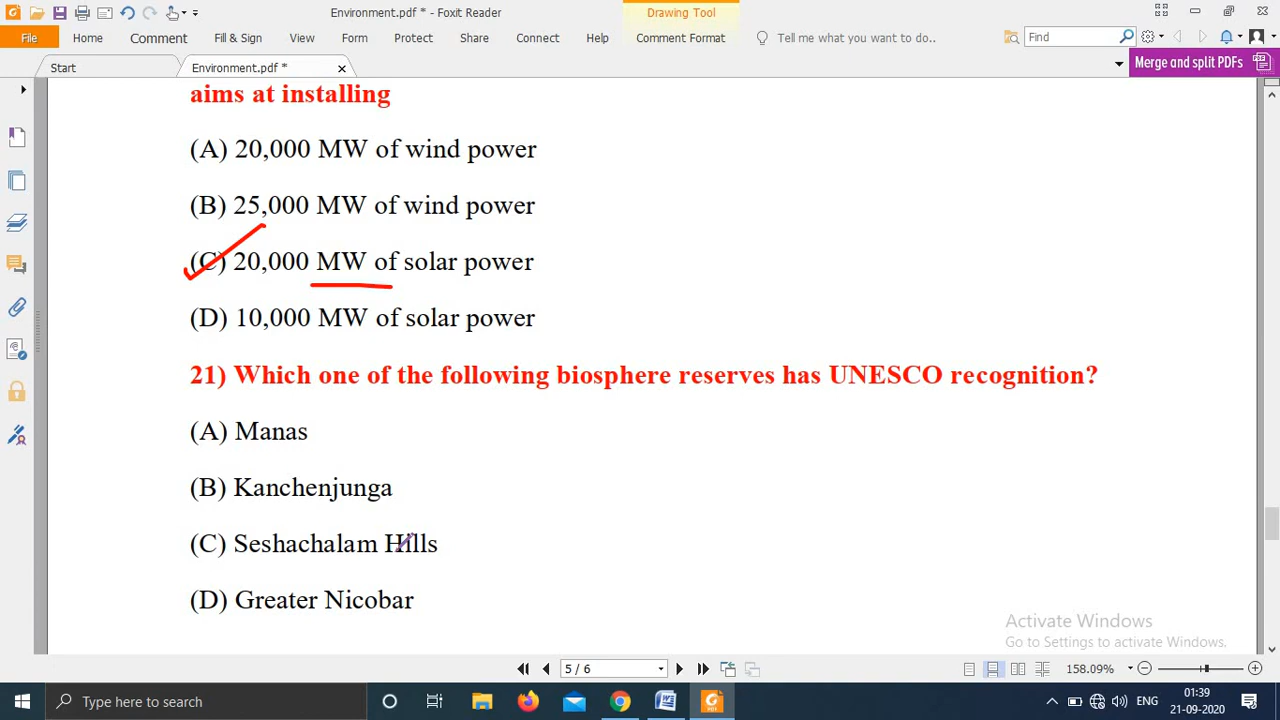 Environment.pdf * - Foxit Reader
Drawing Tool
File
Home
Comment
Fill & Sign
View
Form
Protect
Share
Connect
Help
Comment Format
Tell me what you want to do..
Find
Start
Environment.pdf *
Merge and split PDFs
aims at installing
(A) 20,000 MW of wind power
(B) 25,000 MW of wind power
(C) 20,000 MW of solar power
(D) 10,000 MW of solar power
21) Which one of the following biosphere reserves has UNESCO recognition?
(A) Manas
(B) Kanchenjunga
(C) Seshachalam Hills
(D) Greater Nicobar
Activate Windows
Go to Settings to activate Windows.
5 / 6
158.09%
Type here to search
ENG
01:39
21-09-2020